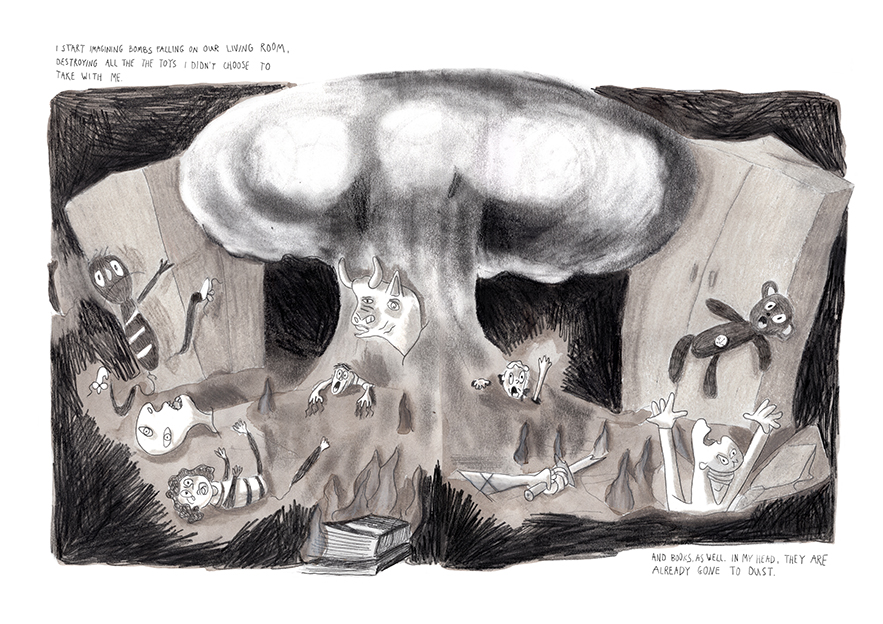 I START IMAGINING BOMBS FALLING ON OUR LIVING ROOM,
DESTROYING ALL THE THE TOYS I DIDN'T CHOOSE TO
TAKE WITH ME.
AND BOOKS. AS WELL. IN MY HEAD, THEY ARE
ALREADY GONE TO DUST.